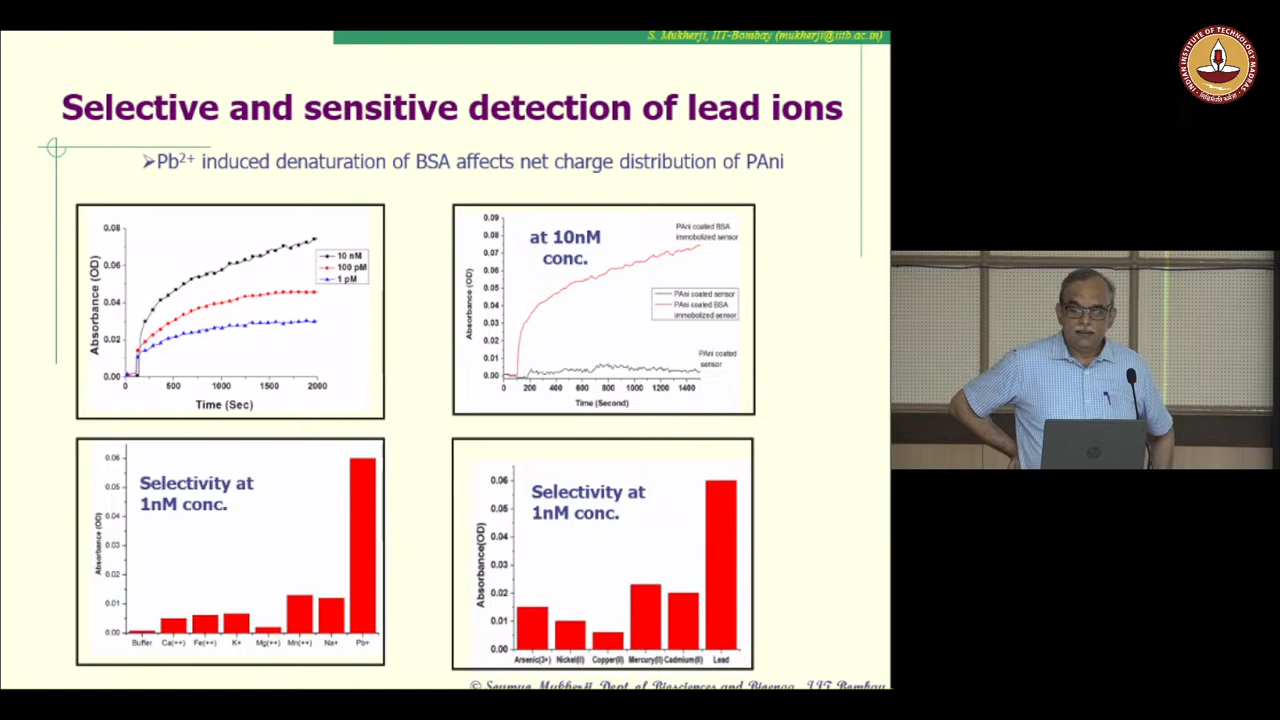 S. Mukherji, IIT-Bombay (mukherji@iitb.ac.in)
INDIAN INSTITUTE OF TECHNOLOGY MADRAS
Selective and sensitive detection of lead ions
➢Pb2+ induced denaturation of BSA affects net charge distribution of PAni
0.08
0.06
0.04
0.02
0.00
Absorbance (OD)
10 nM
100 pM
1 pM
0 500 1000 1500 2000
Time (Sec)
0.09
0.08
0.07
0.06
0.05
0.04
0.03
0.02
0.01
0.00
Absorbance (OD)
at 10nM
conc.
PAni coated BSA
immobolized sensor
PAni coated sensor
PAni coated BSA
immobolized sensor
PAni coated
sensor
0 200 400 600 800 1000 1200 1400
Time (Second)
0.06
0.05
0.04
0.03
0.02
0.01
0.00
Absorbance (OD)
Selectivity at
1nM conc.
Buffer Ca(++) Fe(++) K+ Mg(++) Mn(++) Na+ Pb+
0.06
0.05
0.04
0.03
0.02
0.01
0.00
Absorbance(OD)
Selectivity at
1nM conc.
Arsenic(3+) Nickel(II) Copper(II) Mercury(II) Cadmium(II) Lead
© Soumyo Mukherji, Dept of Biosciences and Bioengg, IIT Bombay
hp